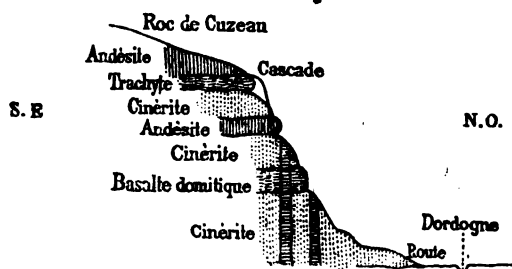 Roc de Cuzeau
Andésite
Cascade
Trachyte
Cinérite
S. E
N.O.
Andésite
Cinérite
Basalte domitique
Dordogne
Cinérite
Route